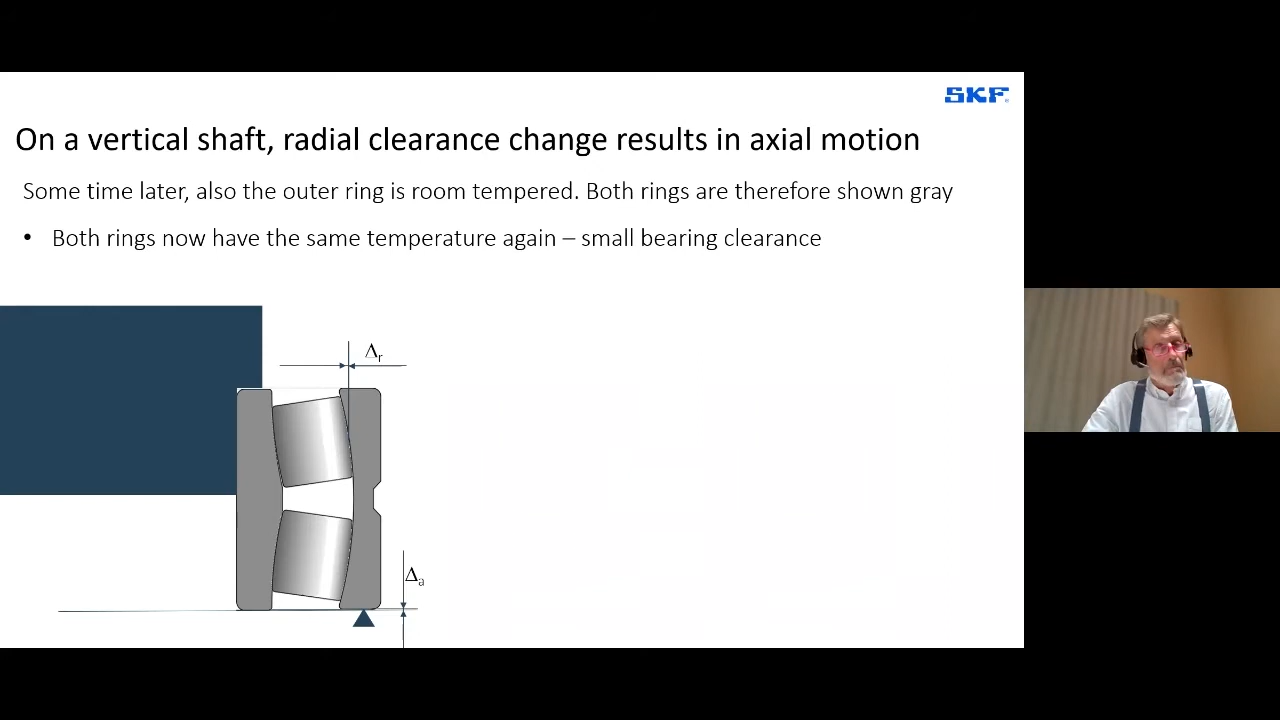 SKF
On a vertical shaft, radial clearance change results in axial motion
Some time later, also the outer ring is room tempered. Both rings are therefore shown gray
• Both rings now have the same temperature again – small bearing clearance
Δr
Δa